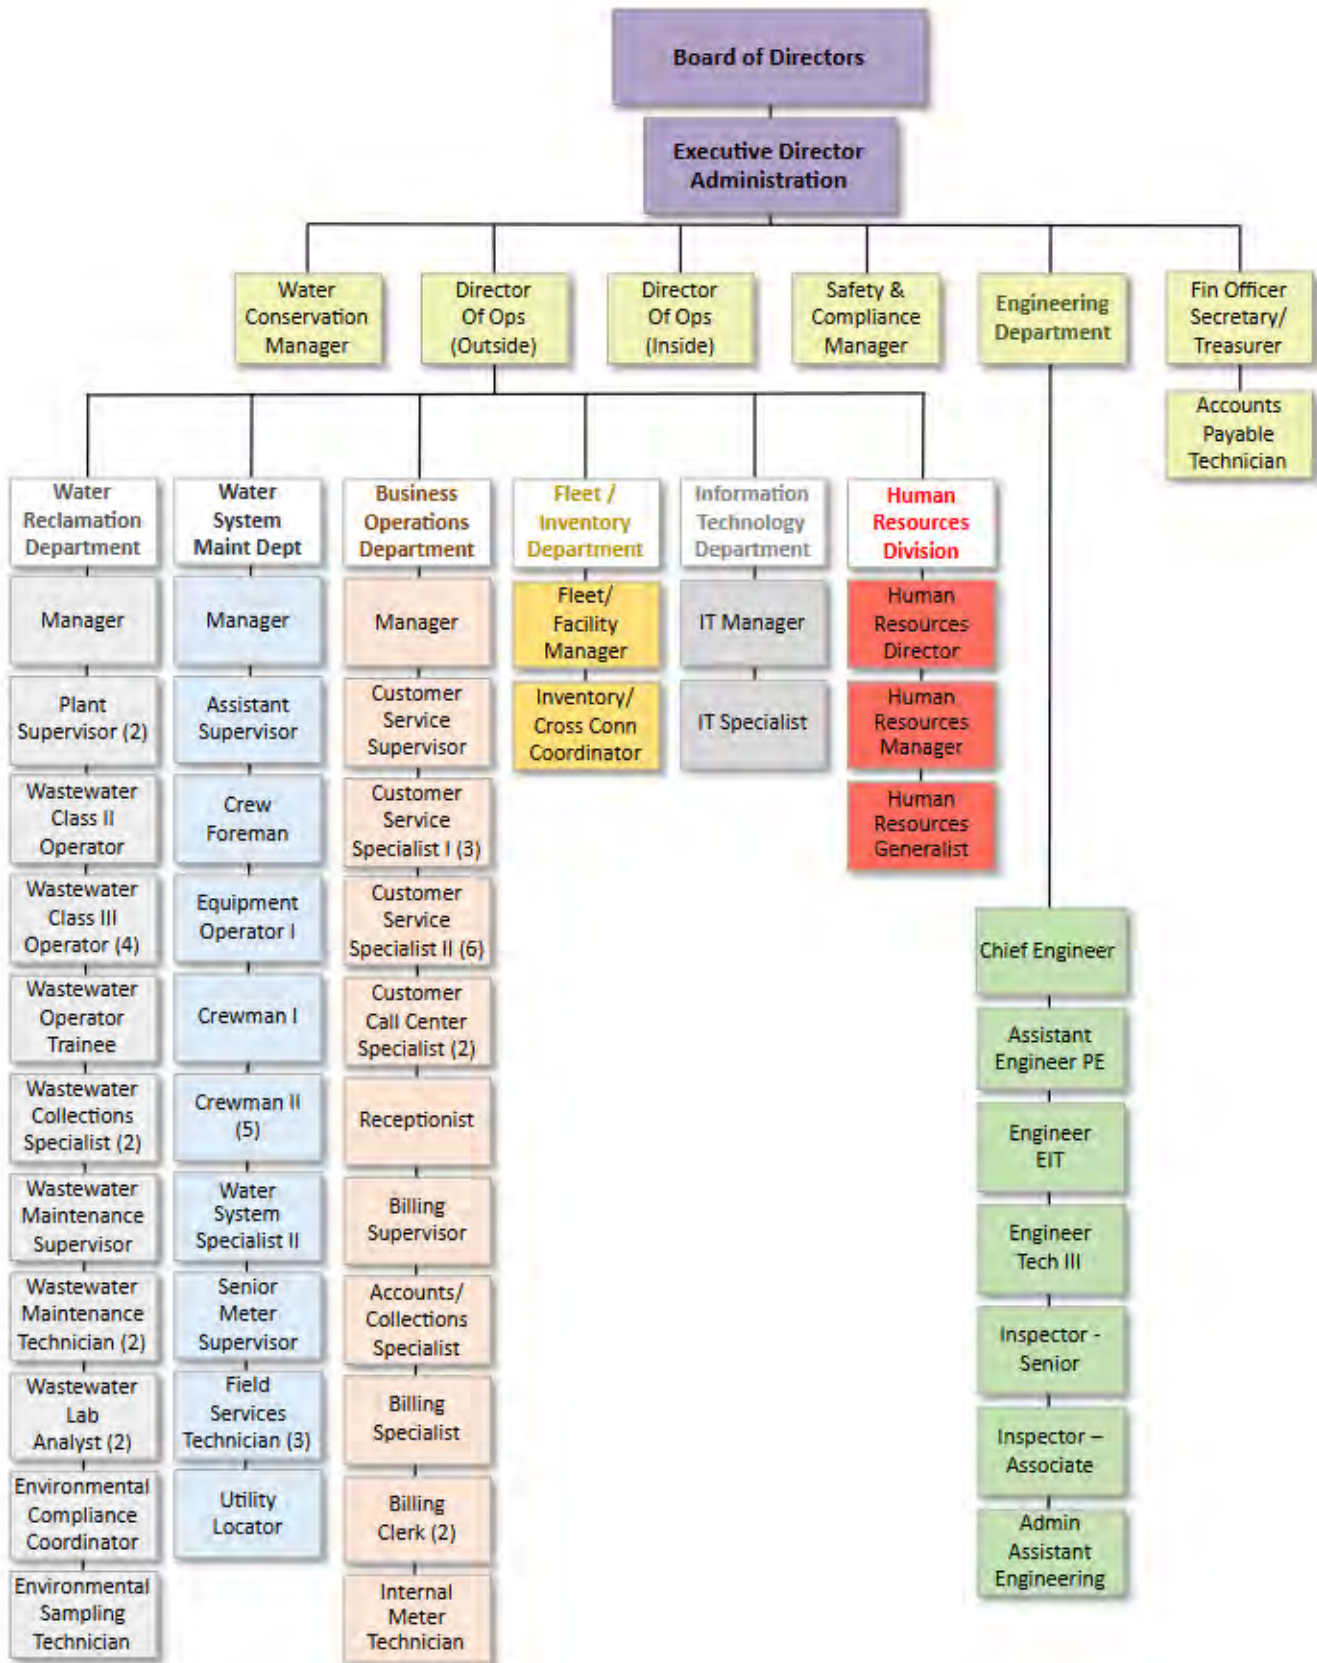 Board of Directors
Executive Director
Administration
Water
Conservation
Manager
Director
Of Ops
(Outside)
Director
Of Ops
(Inside)
Safety &
Compliance
Manager
Engineering
Department
Fin Officer
Secretary/
Treasurer
Accounts
Payable
Technician
Water
Reclamation
Department
Manager
Plant
Supervisor (2)
Wastewater
Class II
Operator
Wastewater
Class III
Operator (4)
Wastewater
Operator
Trainee
Wastewater
Collections
Specialist (2)
Wastewater
Maintenance
Supervisor
Wastewater
Maintenance
Technician (2)
Wastewater
Lab
Analyst (2)
Environmental
Compliance
Coordinator
Environmental
Sampling
Technician
Water
System
Maint Dept
Manager
Assistant
Supervisor
Crew
Foreman
Equipment
Operator I
Crewman I
Crewman II
(5)
Water
System
Specialist II
Senior
Meter
Supervisor
Field
Services
Technician (3)
Utility
Locator
Business
Operations
Department
Manager
Customer
Service
Supervisor
Customer
Service
Specialist I (3)
Customer
Service
Specialist II (6)
Customer
Call Center
Specialist (2)
Receptionist
Billing
Supervisor
Accounts/
Collections
Specialist
Billing
Specialist
Billing
Clerk (2)
Internal
Meter
Technician
Fleet /
Inventory
Department
Fleet/
Facility
Manager
Inventory/
Cross Conn
Coordinator
Information
Technology
Department
IT Manager
IT Specialist
Human
Resources
Division
Human
Resources
Director
Human
Resources
Manager
Human
Resources
Generalist
Chief Engineer
Assistant
Engineer PE
Engineer
EIT
Engineer
Tech III
Inspector -
Senior
Inspector –
Associate
Admin
Assistant
Engineering